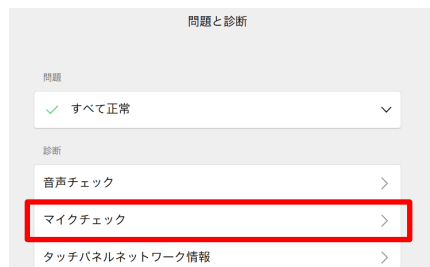 問題と診断
問題
すべて正常
診断
音声チェック
マイクチェック
タッチパネルネットワーク情報